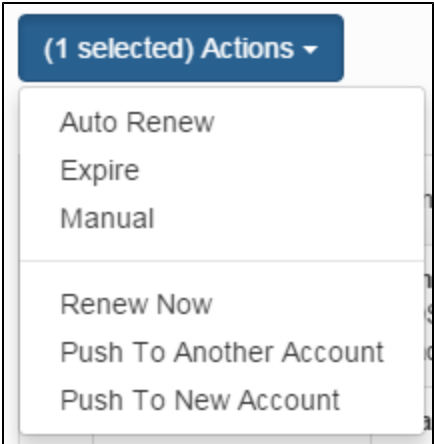 (1 selected) Actions
Auto Renew
Expire
Manual
Renew Now
Push To Another Account
Push To New Account